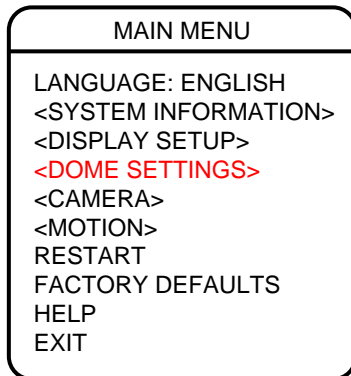 MAIN MENU
LANGUAGE: ENGLISH
<SYSTEM INFORMATION>
<DISPLAY SETUP>
<DOME SETTINGS>
<CAMERA>
<MOTION>
RESTART
FACTORY DEFAULTS
HELP
EXIT